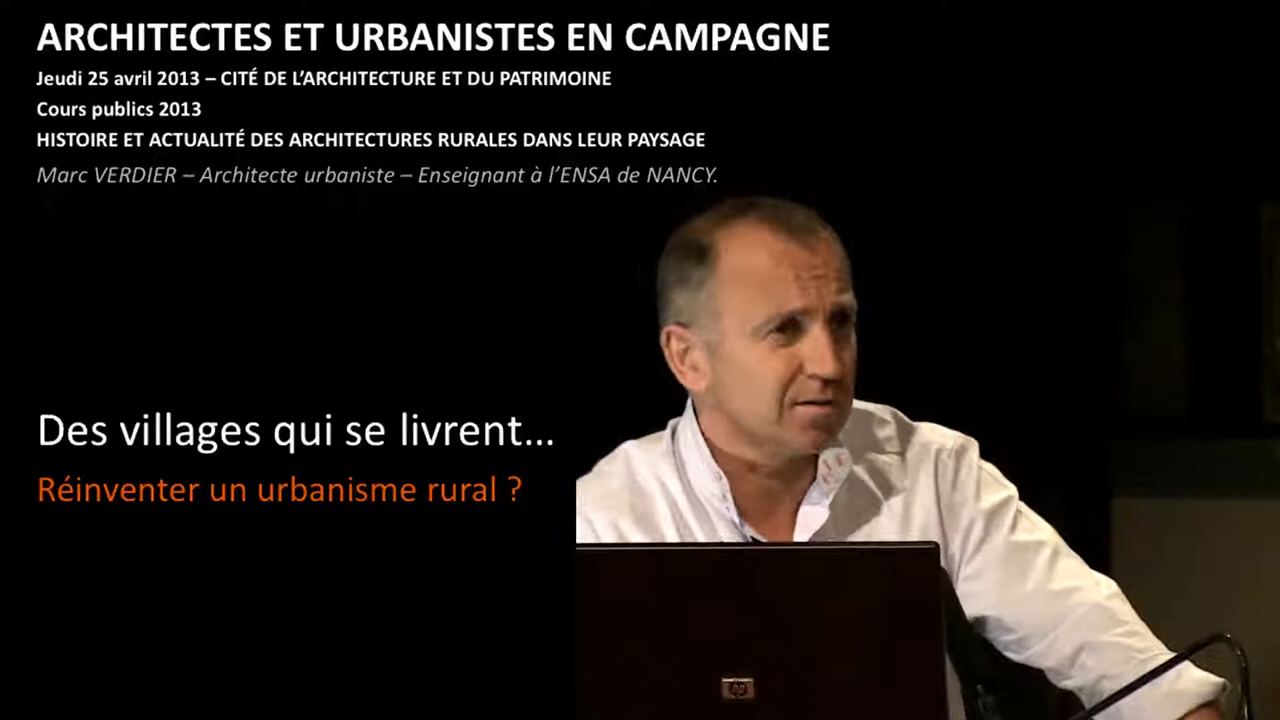 ARCHITECTES ET URBANISTES EN CAMPAGNE
Jeudi 25 avril 2013 – CITÉ DE L'ARCHITECTURE ET DU PATRIMOINE
Cours publics 2013
HISTOIRE ET ACTUALITÉ DES ARCHITECTURES RURALES DANS LEUR PAYSAGE
Marc VERDIER – Architecte urbaniste – Enseignant à l'ENSA de NANCY.
Des villages qui se livrent...
Réinventer un urbanisme rural ?
hp